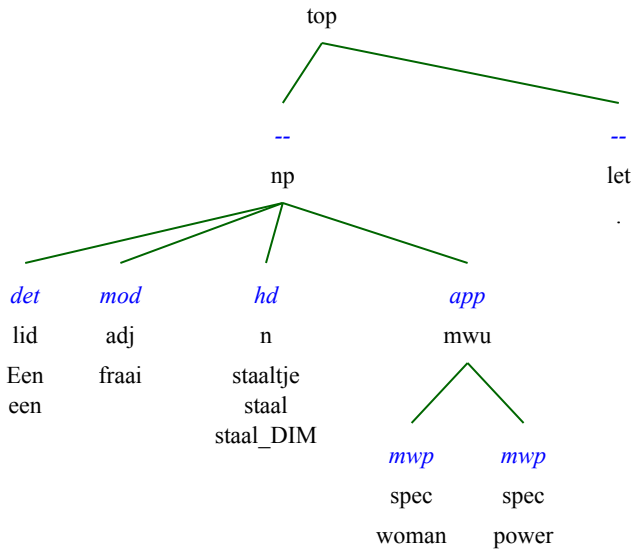 top
-- --
np let
.
det mod hd app
lid adj n mwu
Een fraai staaltje
een staal
staal_DIM
mwp mwp
spec spec
woman power